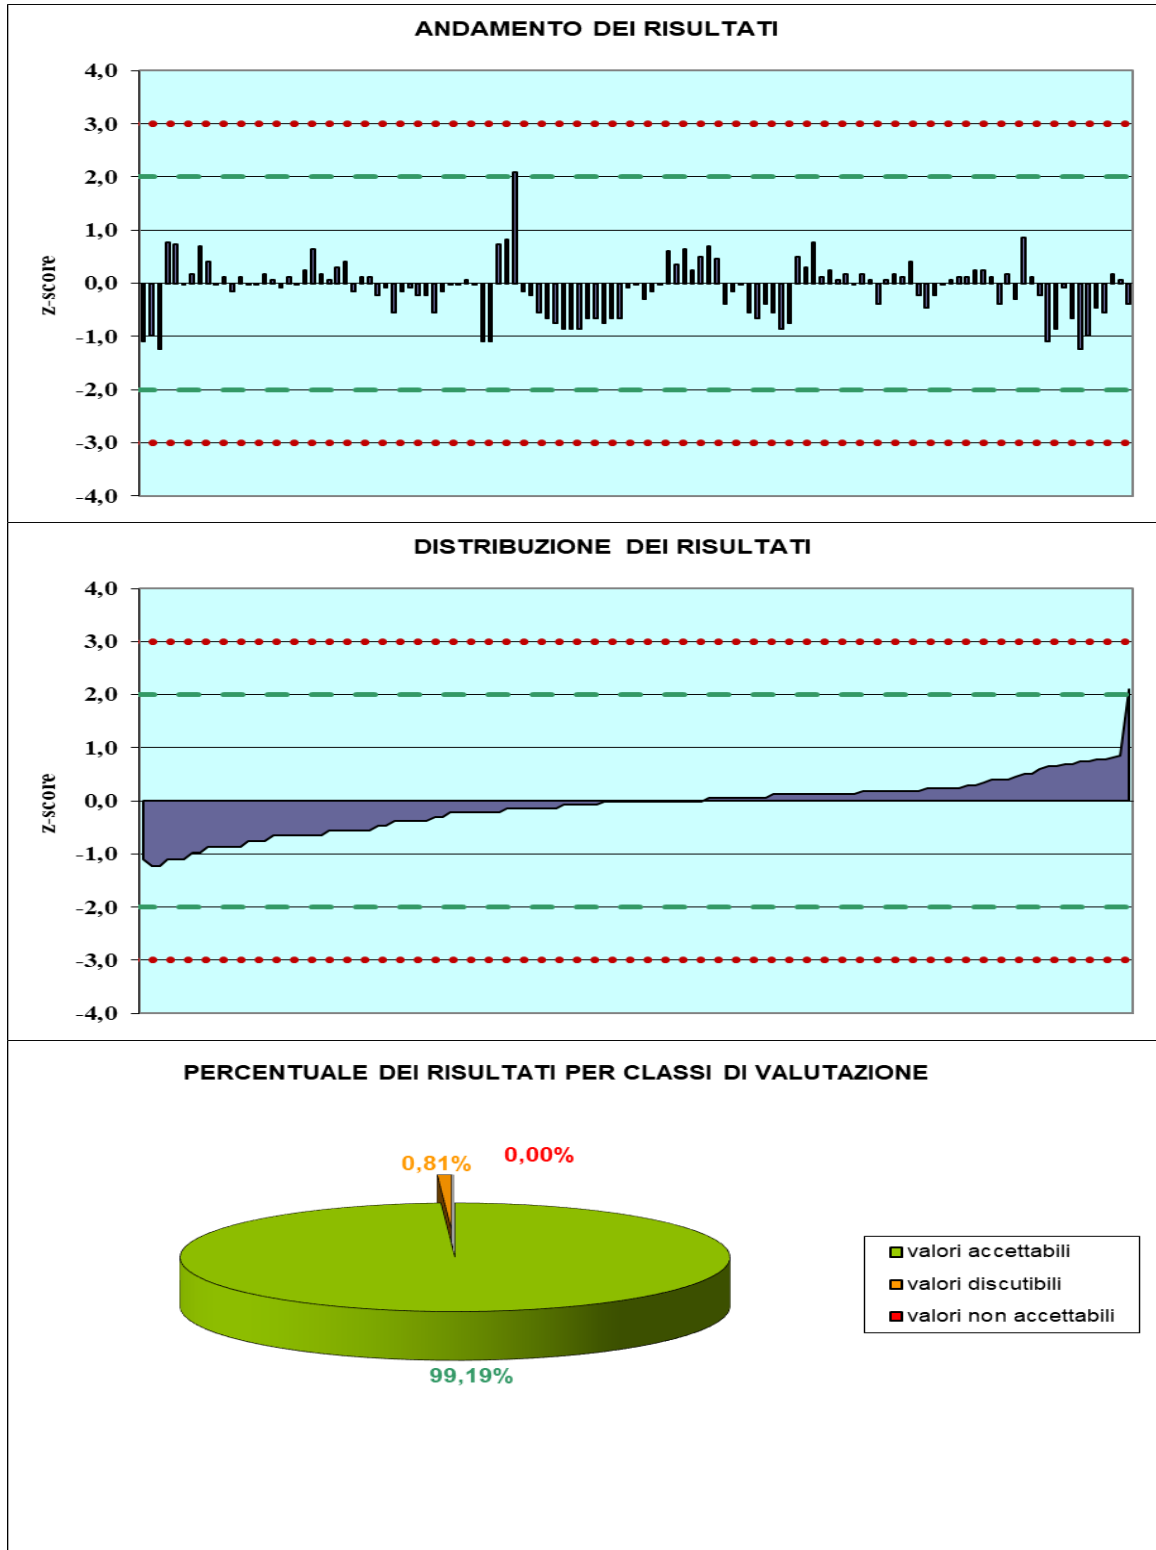 ANDAMENTO DEI RISULTATI
4,0
3,0
2,0
1,0
0,0
-1,0
-2,0
-3,0
-4,0
z-score
DISTRIBUZIONE DEI RISULTATI
4,0
3,0
2,0
1,0
0,0
-1,0
-2,0
-3,0
-4,0
z-score
PERCENTUALE DEI RISULTATI PER CLASSI DI VALUTAZIONE
0,81%
0,00%
99,19%
valori accettabili
valori discutibili
valori non accettabili